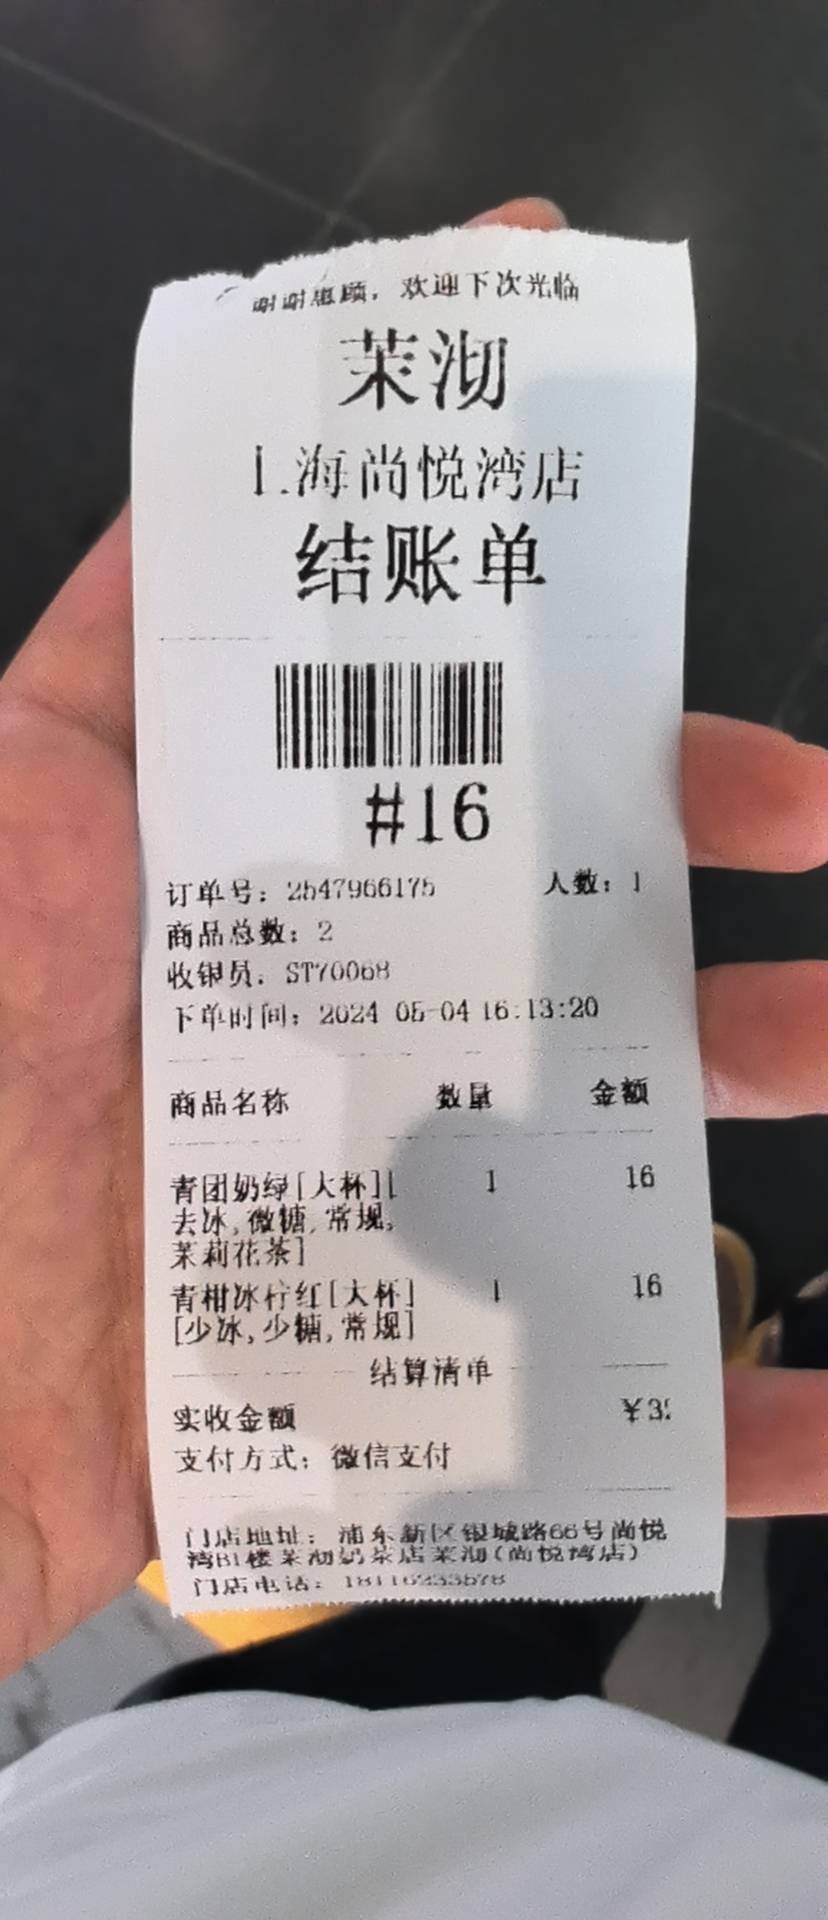 谢谢惠顾，欢迎下次光临
茉沏
上海尚悦湾店
结账单
#16
订单号：2547966175 人数：1
商品总数：2
收银员：ST70068
下单时间：2024-05-04 16:13:20
商品名称 数量 金额
青团奶绿[大杯][ 1 16
去冰,微糖,常规,
茉莉花茶]
青柑冰柠红[大杯] 1 16
[少冰,少糖,常规]
结算清单
实收金额
支付方式：微信支付
门店地址：浦东新区银城路66号尚悦
湾B1楼茉沏奶茶店茉沏(尚悦湾店)
门店电话：